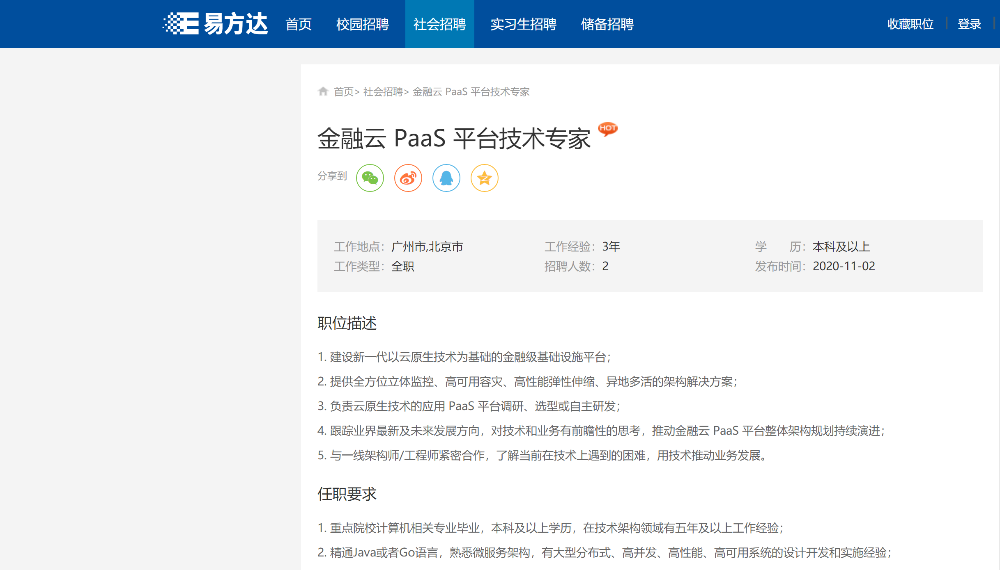 易方达 首页 校园招聘 社会招聘 实习生招聘 储备招聘 收藏职位 登录
首页> 社会招聘> 金融云 PaaS 平台技术专家
金融云 PaaS 平台技术专家 HOT
分享到
工作地点：广州市,北京市 工作经验：3年 学 历：本科及以上
工作类型：全职 招聘人数：2 发布时间：2020-11-02
职位描述
1. 建设新一代以云原生技术为基础的金融级基础设施平台；
2. 提供全方位立体监控、高可用容灾、高性能弹性伸缩、异地多活的架构解决方案；
3. 负责云原生技术的应用 PaaS 平台调研、选型或自主研发；
4. 跟踪业界最新及未来发展方向，对技术和业务有前瞻性的思考，推动金融云 PaaS 平台整体架构规划持续演进；
5. 与一线架构师/工程师紧密合作，了解当前在技术上遇到的困难，用技术推动业务发展。
任职要求
1. 重点院校计算机相关专业毕业，本科及以上学历，在技术架构领域有五年及以上工作经验；
2. 精通Java或者Go语言，熟悉微服务架构，有大型分布式、高并发、高性能、高可用系统的设计开发和实施经验；